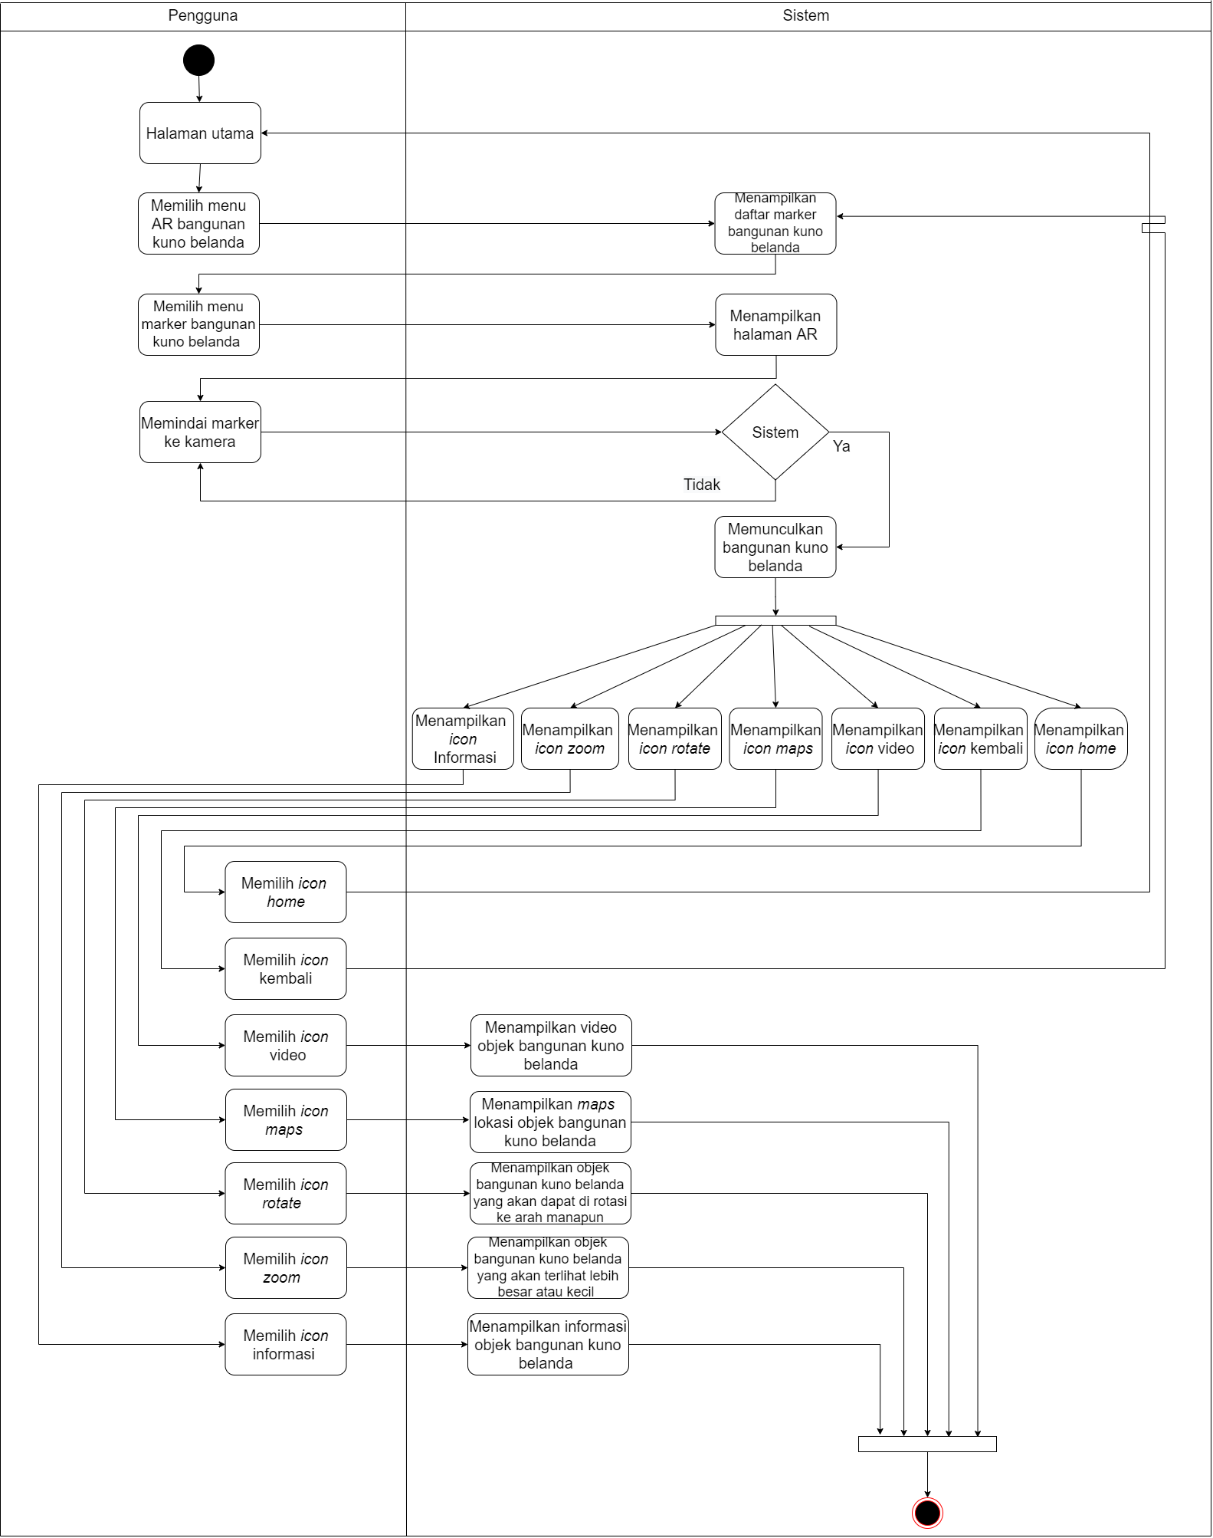 Pengguna
Sistem
Halaman utama
Memilih menu
AR bangunan
kuno belanda
Menampilkan
daftar marker
bangunan kuno
belanda
Memilih menu
marker bangunan
kuno belanda
Menampilkan
halaman AR
Memindai marker
ke kamera
Sistem
Ya
Tidak
Memunculkan
bangunan kuno
belanda
Menampilkan
icon
Informasi
Menampilkan
icon zoom
Menampilkan
icon rotate
Menampilkan
icon maps
Menampilkan
icon video
Menampilkan
icon kembali
Menampilkan
icon home
Memilih icon
home
Memilih icon
kembali
Memilih icon
video
Menampilkan video
objek bangunan kuno
belanda
Memilih icon
maps
Menampilkan maps
lokasi objek bangunan
kuno belanda
Memilih icon
rotate
Menampilkan objek
bangunan kuno belanda
yang akan dapat di rotasi
ke arah manapun
Memilih icon
zoom
Menampilkan objek
bangunan kuno belanda
yang akan terlihat lebih
besar atau kecil
Memilih icon
informasi
Menampilkan informasi
objek bangunan kuno
belanda